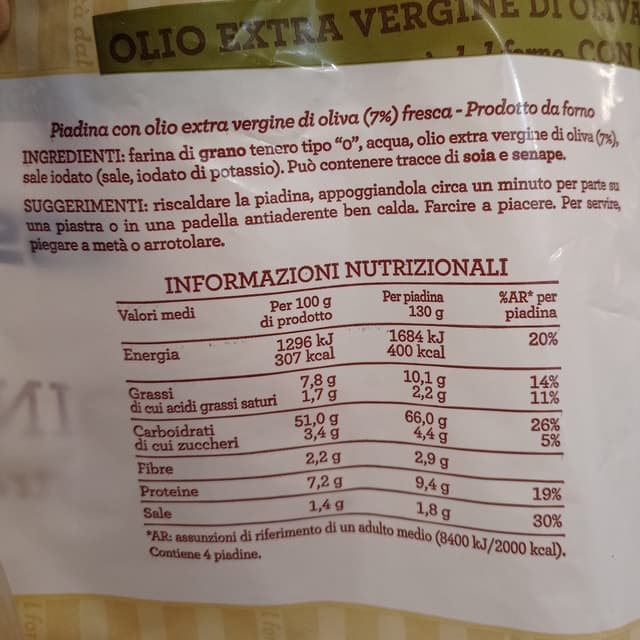 OLIO EXTRA VERGINE DI OLIVE
CON
Piadina con olio extra vergine di oliva (7%) fresca - Prodotto da forno
INGREDIENTI: farina di grano tenero tipo "0", acqua, olio extra vergine di oliva (7%),
sale iodato (sale, iodato di potassio). Può contenere tracce di soia e senape.
SUGGERIMENTI: riscaldare la piadina, appoggiandola circa un minuto per parte su
una piastra o in una padella antiaderente ben calda. Farcire a piacere. Per servire,
piegare a metà o arrotolare.
INFORMAZIONI NUTRIZIONALI
Valori medi Per 100 g di prodotto Per piadina 130 g %AR* per piadina
Energia 1296 kJ 307 kcal 1684 kJ 400 kcal 20%
Grassi 7,8 g 10,1 g 14%
di cui acidi grassi saturi 1,7 g 2,2 g 11%
Carboidrati 51,0 g 66,0 g 26%
di cui zuccheri 3,4 g 4,4 g 5%
Fibre 2,2 g 2,9 g
Proteine 7,2 g 9,4 g 19%
Sale 1,4 g 1,8 g 30%
*AR: assunzioni di riferimento di un adulto medio (8400 kJ/2000 kcal).
Contiene 4 piadine.